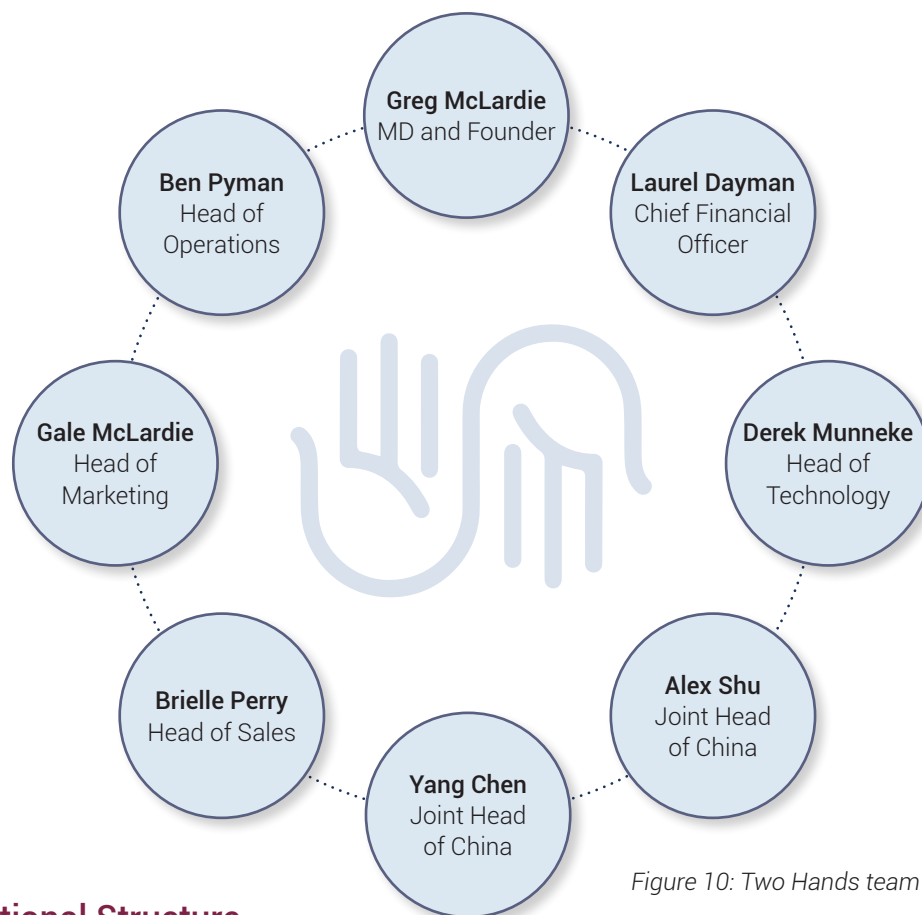 Greg McLardie
MD and Founder
Ben Pyman
Head of
Operations
Laurel Dayman
Chief Financial
Officer
Gale McLardie
Head of
Marketing
Derek Munneke
Head of
Technology
Brielle Perry
Head of Sales
Alex Shu
Joint Head
of China
Yang Chen
Joint Head
of China
Figure 10: Two Hands team